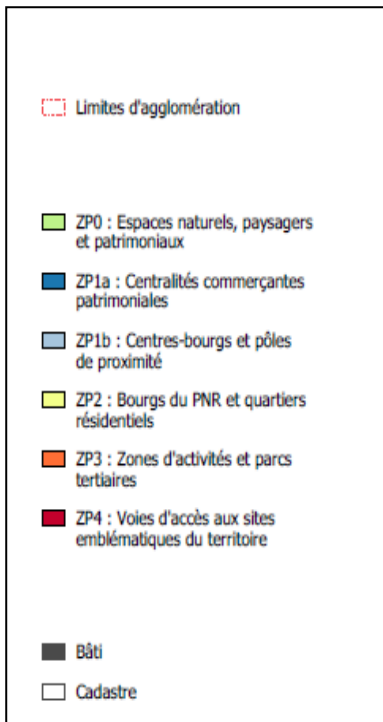 Limites d'agglomération
ZP0 : Espaces naturels, paysagers
et patrimoniaux
ZP1a : Centralités commerçantes
patrimoniales
ZP1b : Centres-bourgs et pôles
de proximité
ZP2 : Bourgs du PNR et quartiers
résidentiels
ZP3 : Zones d'activités et parcs
tertiaires
ZP4 : Voies d'accès aux sites
emblématiques du territoire
Bâti
Cadastre